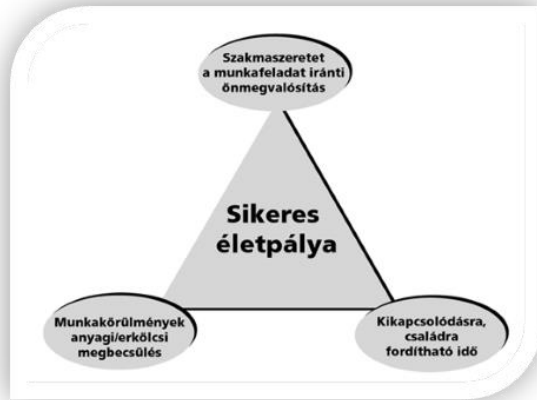 Szakmaszeretet
a munkafeladat iránti
önmegvalósítás
Sikeres
életpálya
Munkakörülmények
anyagi/erkölcsi
megbecsülés
Kikapcsolódásra,
családra
fordítható idő